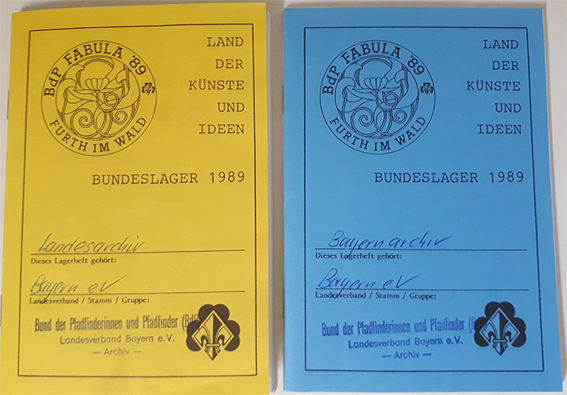 BdP FABULA '89
FURTH IM WALD
LAND
DER
KÜNSTE
UND
IDEEN
BUNDESLAGER 1989
Landesarchiv
Dieses Lagerheft gehört:
Bayern eV
Landesverband / Stamm / Gruppe:
Bund der Pfadfinderinnen und Pfadfinder (BdP
Landesverband Bayern e.V.
— Archiv —
BdP FABULA '89
FURTH IM WALD
LAND
DER
KÜNSTE
UND
IDEEN
BUNDESLAGER 1989
Bayernarchiv
Dieses Lagerheft gehört:
Bayern eV
Landesverband / Stamm / Gruppe:
Bund der Pfadfinderinnen und Pfadfinder (
Landesverband Bayern e.V.
— Archiv —